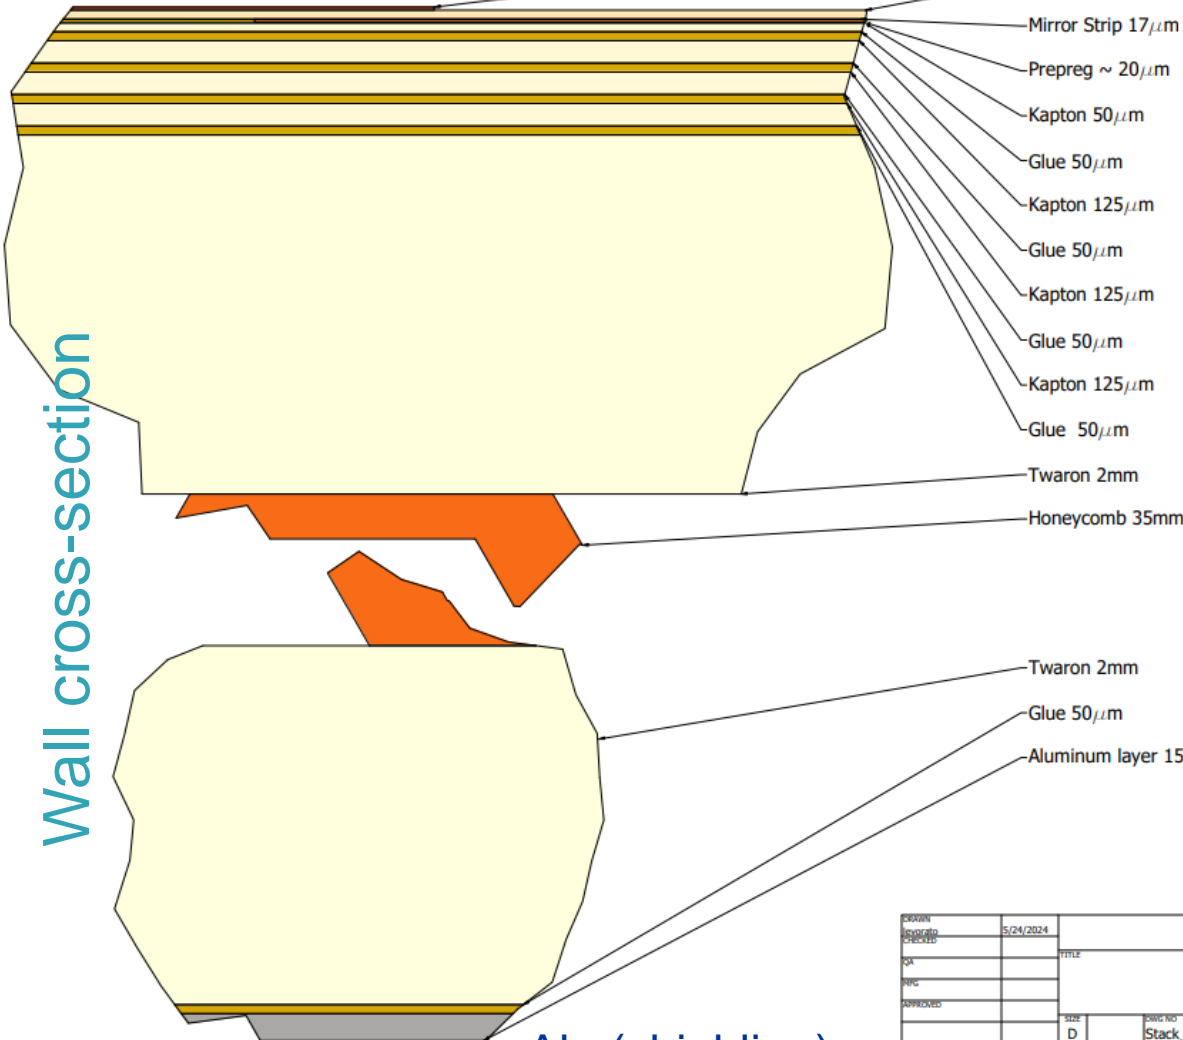 Mirror Strip 17μm
Prepreg ~ 20μm
Kapton 50μm
Glue 50μm
Kapton 125μm
Glue 50μm
Kapton 125μm
Glue 50μm
Kapton 125μm
Glue 50μm
Twaron 2mm
Honeycomb 35mm
Wall cross-section
Twaron 2mm
Glue 50μm
Aluminum layer 15
DRAWN
levorato
5/24/2024
CHECKED
TITLE
QA
MFG
APPROVED
SIZE
DWG NO
D
Stack